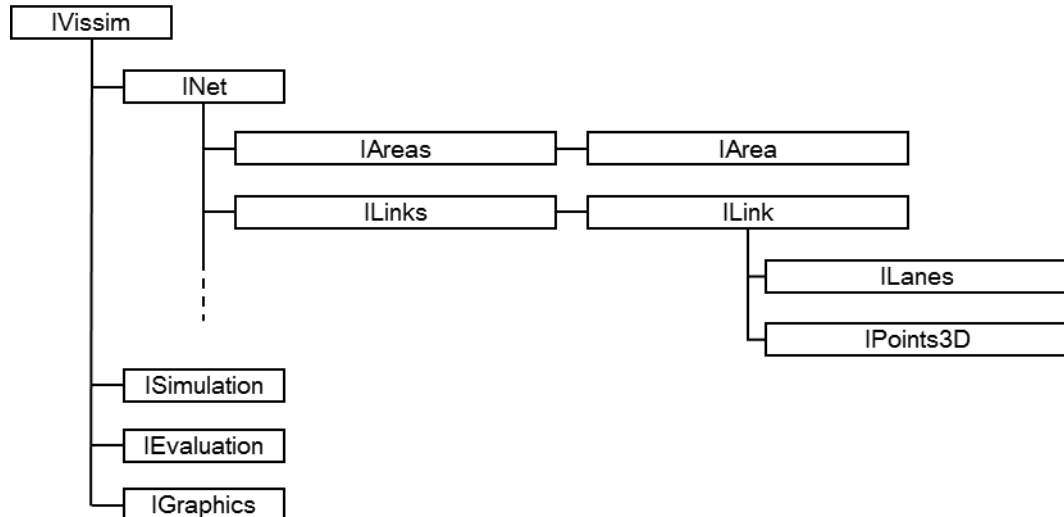 IVissim
INet
IAreas IArea
ILinks ILink
ILanes
IPoints3D
ISimulation
IEvaluation
IGraphics